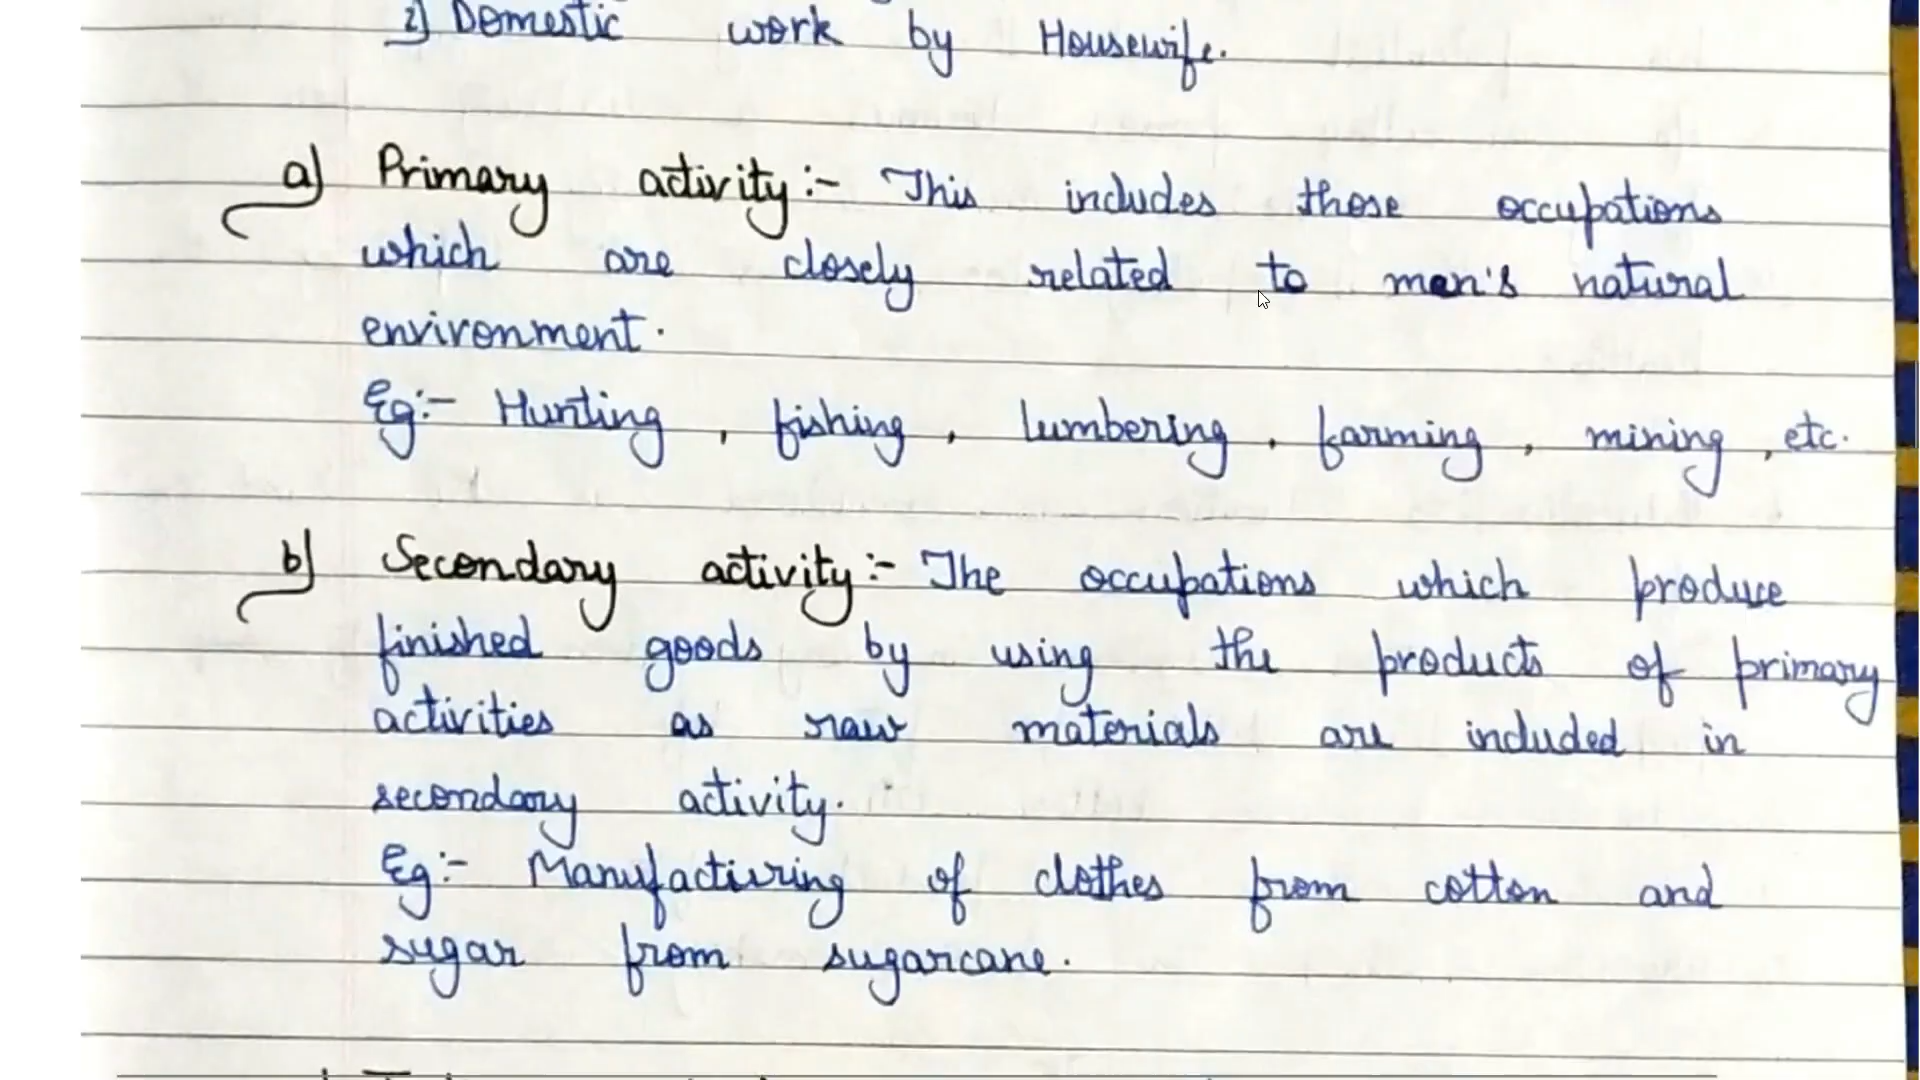 2) Domestic work by Housewife.
a) Primary activity :- This includes those occupations
which are closely related to men's natural
environment.
Eg:- Hunting, fishing, lumbering, farming, mining, etc.
b) Secondary activity :- The occupations which produce
finished goods by using the products of primary
activities as raw materials are included in
secondary activity.
Eg:- Manufacturing of clothes from cotton and
sugar from sugarcane.